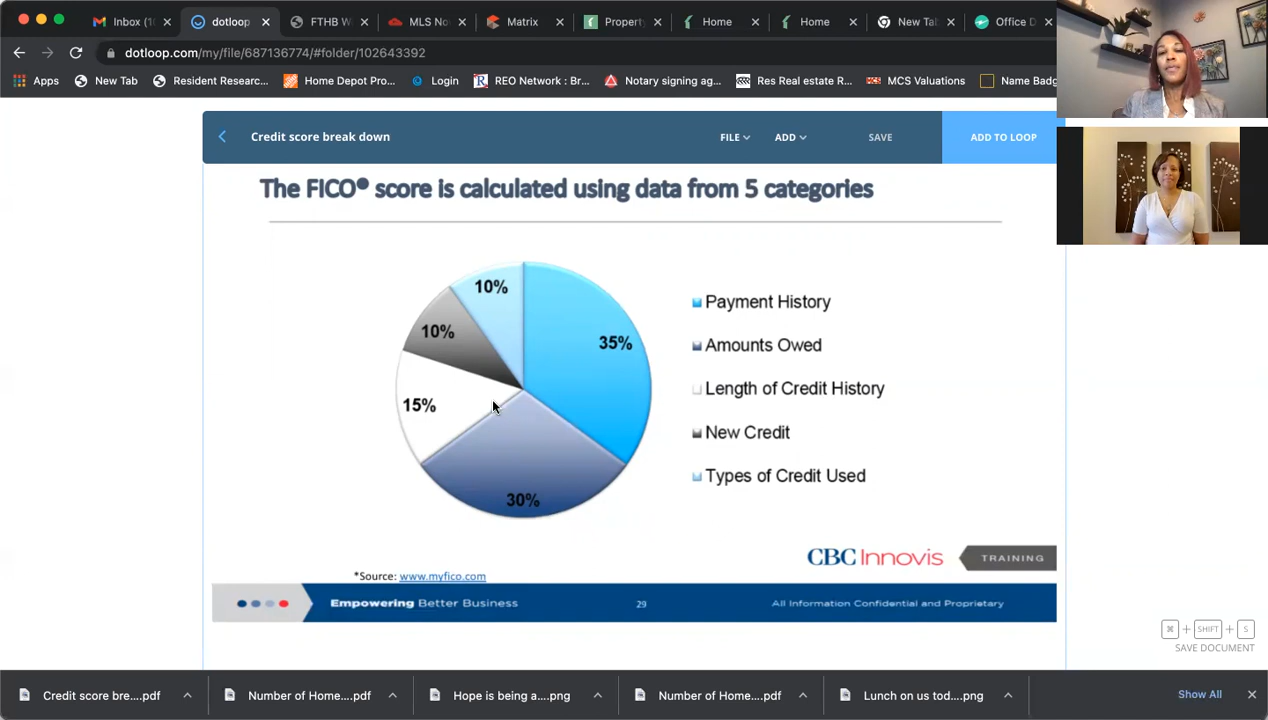 Inbox (1
dotloop
FTHB W
MLS No
Matrix
Property
Home
Home
New Tab
Office D
dotloop.com/my/file/687136774/#folder/102643392
Apps
New Tab
Resident Researc...
Home Depot Pro...
Login
REO Network : Br...
Notary signing ag...
Res Real estate R...
MCS Valuations
Name Badg
Credit score break down
FILE
ADD
SAVE
ADD TO LOOP
The FICO® score is calculated using data from 5 categories
10%
10%
35%
15%
30%
Payment History
Amounts Owed
Length of Credit History
New Credit
Types of Credit Used
CBC Innovis
TRAINING
*Source: www.myfico.com
Empowering Better Business
29
All Information Confidential and Proprietary
⌘ + SHIFT + S
SAVE DOCUMENT
Credit score bre....pdf
Number of Home....pdf
Hope is being a....png
Number of Home....pdf
Lunch on us tod....png
Show All